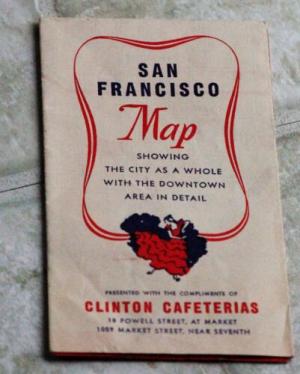 SAN
FRANCISCO
Map
SHOWING
THE CITY AS A WHOLE
WITH THE DOWNTOWN
AREA IN DETAIL
PRESENTED WITH THE COMPLIMENTS OF
CLINTON CAFETERIAS
18 POWELL STREET, AT MARKET
1059 MARKET STREET, NEAR SEVENTH